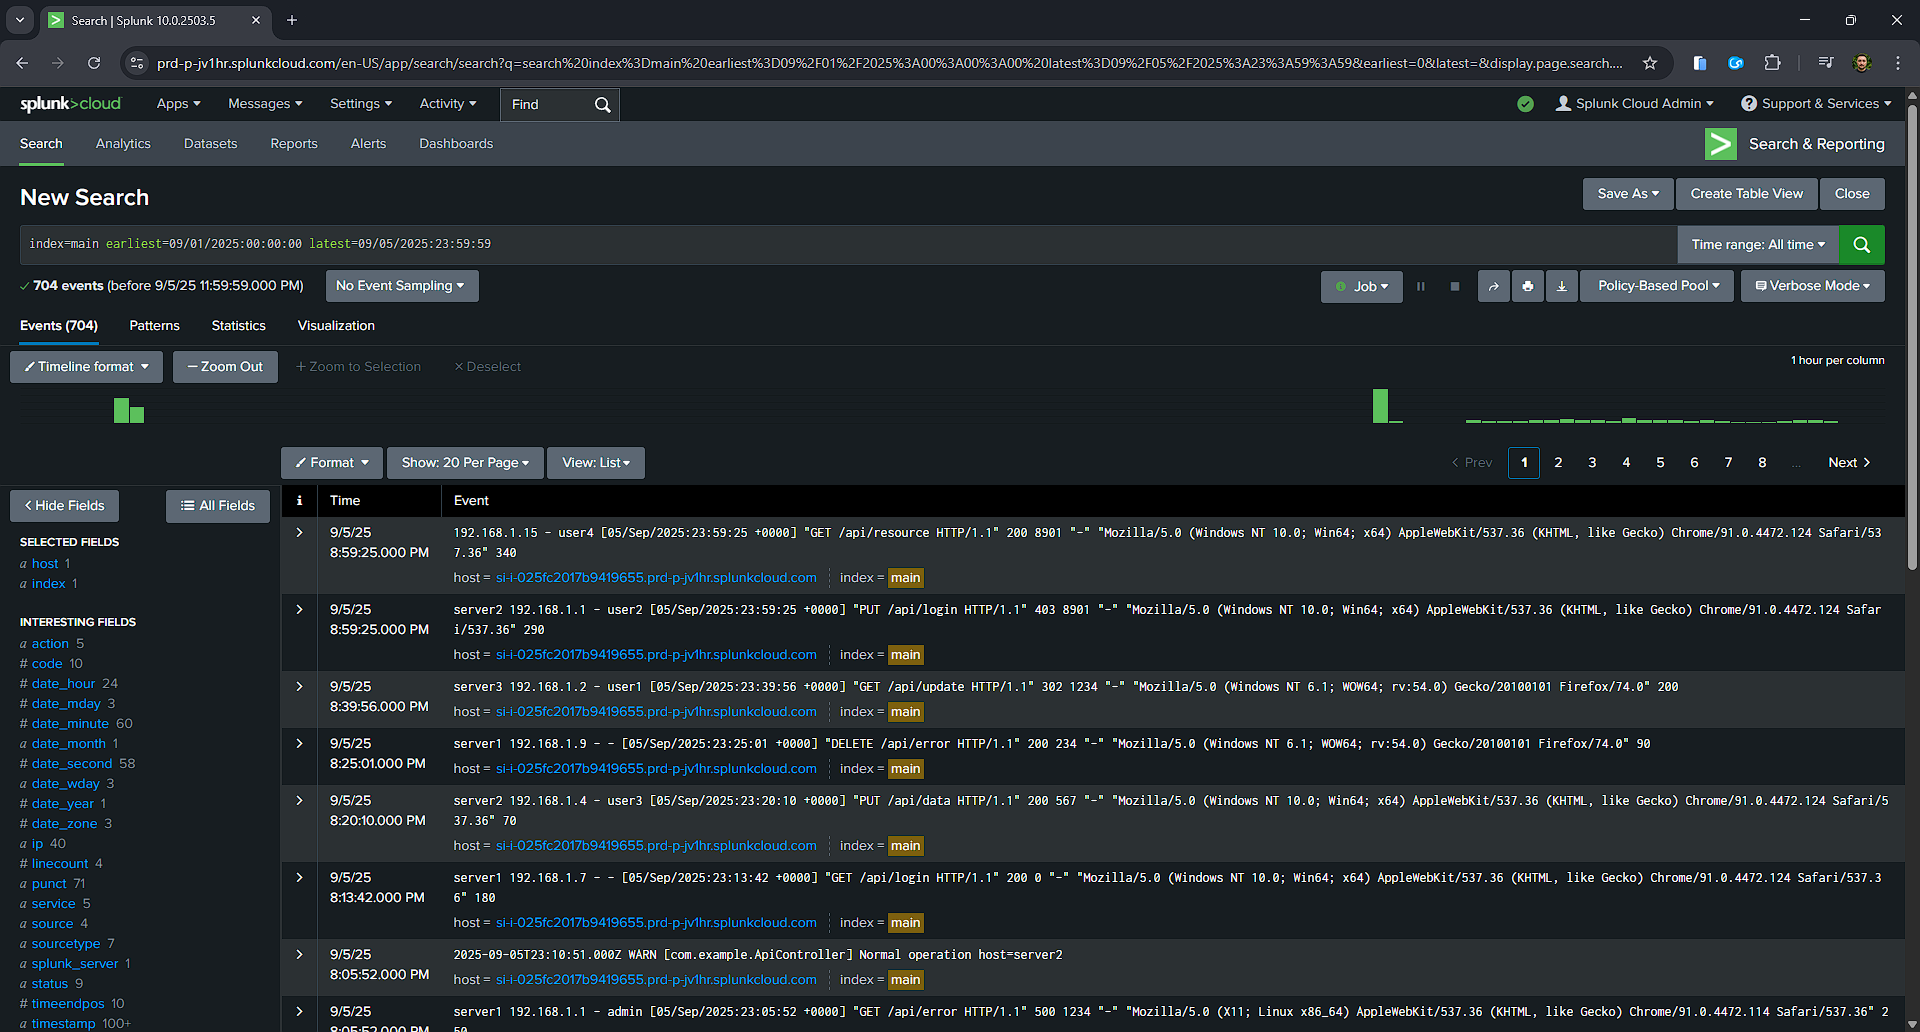 Search | Splunk 10.0.2503.5
prd-p-jv1hr.splunkcloud.com/en-US/app/search/search?q=search%20index%3Dmain%20earliest%3D09%2F01%2F2025%3A00%3A00%3A00%20latest%3D09%2F05%2F2025%3A23%3A59%3A59&earliest=0&latest=&display.page.search....
splunk>cloud Apps Messages Settings Activity Find Splunk Cloud Admin Support & Services
Search Analytics Datasets Reports Alerts Dashboards Search & Reporting
New Search Save As Create Table View Close
index=main earliest=09/01/2025:00:00:00 latest=09/05/2025:23:59:59 Time range: All time
704 events (before 9/5/25 11:59:59.000 PM) No Event Sampling Job Policy-Based Pool Verbose Mode
Events (704) Patterns Statistics Visualization
Timeline format — Zoom Out + Zoom to Selection × Deselect 1 hour per column
Format Show: 20 Per Page View: List < Prev 1 2 3 4 5 6 7 8 ... Next >
< Hide Fields All Fields
SELECTED FIELDS
a host 1
a index 1
INTERESTING FIELDS
a action 5
# code 10
# date_hour 24
# date_mday 3
# date_minute 60
a date_month 1
# date_second 58
a date_wday 3
# date_year 1
# date_zone 3
a ip 40
# linecount 4
a punct 71
a service 5
a source 4
a sourcetype 7
a splunk_server 1
a status 9
# timeendpos 10
a timestamp 100+
i Time Event
9/5/25
8:59:25.000 PM
192.168.1.15 - user4 [05/Sep/2025:23:59:25 +0000] "GET /api/resource HTTP/1.1" 200 8901 "-" "Mozilla/5.0 (Windows NT 10.0; Win64; x64) AppleWebKit/537.36 (KHTML, like Gecko) Chrome/91.0.4472.124 Safari/53
7.36" 340
host = si-i-025fc2017b9419655.prd-p-jv1hr.splunkcloud.com index = main
9/5/25
8:59:25.000 PM
server2 192.168.1.1 - user2 [05/Sep/2025:23:59:25 +0000] "PUT /api/login HTTP/1.1" 403 8901 "-" "Mozilla/5.0 (Windows NT 10.0; Win64; x64) AppleWebKit/537.36 (KHTML, like Gecko) Chrome/91.0.4472.124 Safar
i/537.36" 290
host = si-i-025fc2017b9419655.prd-p-jv1hr.splunkcloud.com index = main
9/5/25
8:39:56.000 PM
server3 192.168.1.2 - user1 [05/Sep/2025:23:39:56 +0000] "GET /api/update HTTP/1.1" 302 1234 "-" "Mozilla/5.0 (Windows NT 6.1; WOW64; rv:54.0) Gecko/20100101 Firefox/74.0" 200
host = si-i-025fc2017b9419655.prd-p-jv1hr.splunkcloud.com index = main
9/5/25
8:25:01.000 PM
server1 192.168.1.9 - - [05/Sep/2025:23:25:01 +0000] "DELETE /api/error HTTP/1.1" 200 234 "-" "Mozilla/5.0 (Windows NT 6.1; WOW64; rv:54.0) Gecko/20100101 Firefox/74.0" 90
host = si-i-025fc2017b9419655.prd-p-jv1hr.splunkcloud.com index = main
9/5/25
8:20:10.000 PM
server2 192.168.1.4 - user3 [05/Sep/2025:23:20:10 +0000] "PUT /api/data HTTP/1.1" 200 567 "-" "Mozilla/5.0 (Windows NT 10.0; Win64; x64) AppleWebKit/537.36 (KHTML, like Gecko) Chrome/91.0.4472.124 Safari/5
37.36" 70
host = si-i-025fc2017b9419655.prd-p-jv1hr.splunkcloud.com index = main
9/5/25
8:13:42.000 PM
server1 192.168.1.7 - - [05/Sep/2025:23:13:42 +0000] "GET /api/login HTTP/1.1" 200 0 "-" "Mozilla/5.0 (Windows NT 10.0; Win64; x64) AppleWebKit/537.36 (KHTML, like Gecko) Chrome/91.0.4472.124 Safari/537.3
6" 180
host = si-i-025fc2017b9419655.prd-p-jv1hr.splunkcloud.com index = main
9/5/25
8:05:52.000 PM
2025-09-05T23:10:51.000Z WARN [com.example.ApiController] Normal operation host=server2
host = si-i-025fc2017b9419655.prd-p-jv1hr.splunkcloud.com index = main
9/5/25
8:05:52.000 PM
server1 192.168.1.1 - admin [05/Sep/2025:23:05:52 +0000] "GET /api/error HTTP/1.1" 500 1234 "-" "Mozilla/5.0 (X11; Linux x86_64) AppleWebKit/537.36 (KHTML, like Gecko) Chrome/91.0.4472.114 Safari/537.36" 2
50